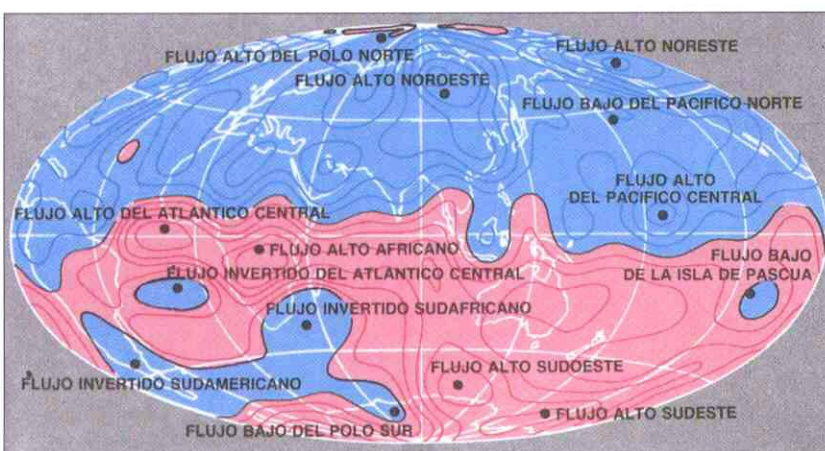 FLUJO ALTO DEL POLO NORTE
FLUJO ALTO NORESTE
FLUJO ALTO NOROESTE
FLUJO BAJO DEL PACIFICO NORTE
FLUJO ALTO
DEL PACIFICO CENTRAL
FLUJO ALTO DEL ATLANTICO CENTRAL
FLUJO ALTO AFRICANO
FLUJO BAJO
DE LA ISLA DE PASCUA
FLUJO INVERTIDO DEL ATLANTICO CENTRAL
FLUJO INVERTIDO SUDAFRICANO
FLUJO ALTO SUDOESTE
FLUJO INVERTIDO SUDAMERICANO
FLUJO ALTO SUDESTE
FLUJO BAJO DEL POLO SUR